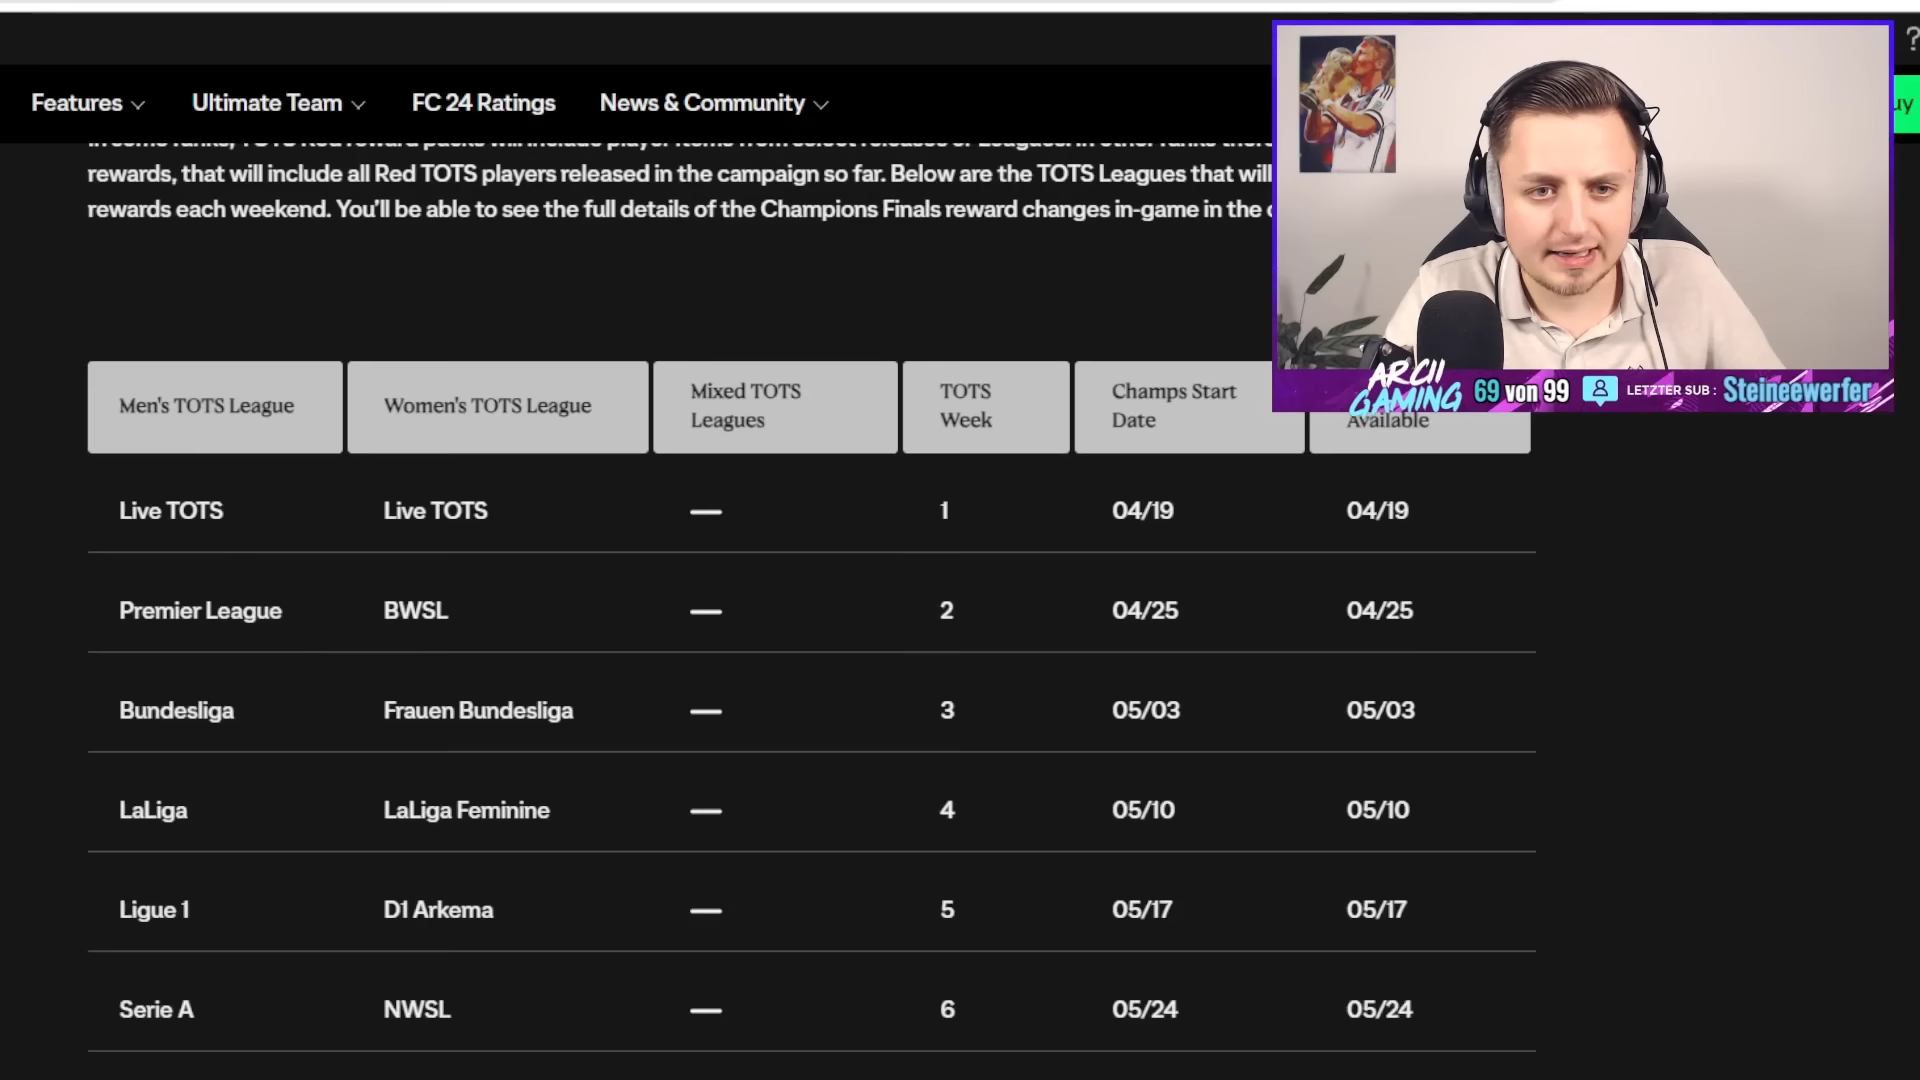 Features
Ultimate Team
FC 24 Ratings
News & Community
?
rewards, that will include all Red TOTS players released in the campaign so far. Below are the TOTS Leagues that will
rewards each weekend. You'll be able to see the full details of the Champions Finals reward changes in-game in the
Men's TOTS League
Women's TOTS League
Mixed TOTS
Leagues
TOTS
Week
Champs Start
Date
Available
Live TOTS Live TOTS — 1 04/19 04/19
Premier League BWSL — 2 04/25 04/25
Bundesliga Frauen Bundesliga — 3 05/03 05/03
LaLiga LaLiga Feminine — 4 05/10 05/10
Ligue 1 D1 Arkema — 5 05/17 05/17
Serie A NWSL — 6 05/24 05/24
ARCII
GAMING
69 von 99
LETZTER SUB : Steineewerfer